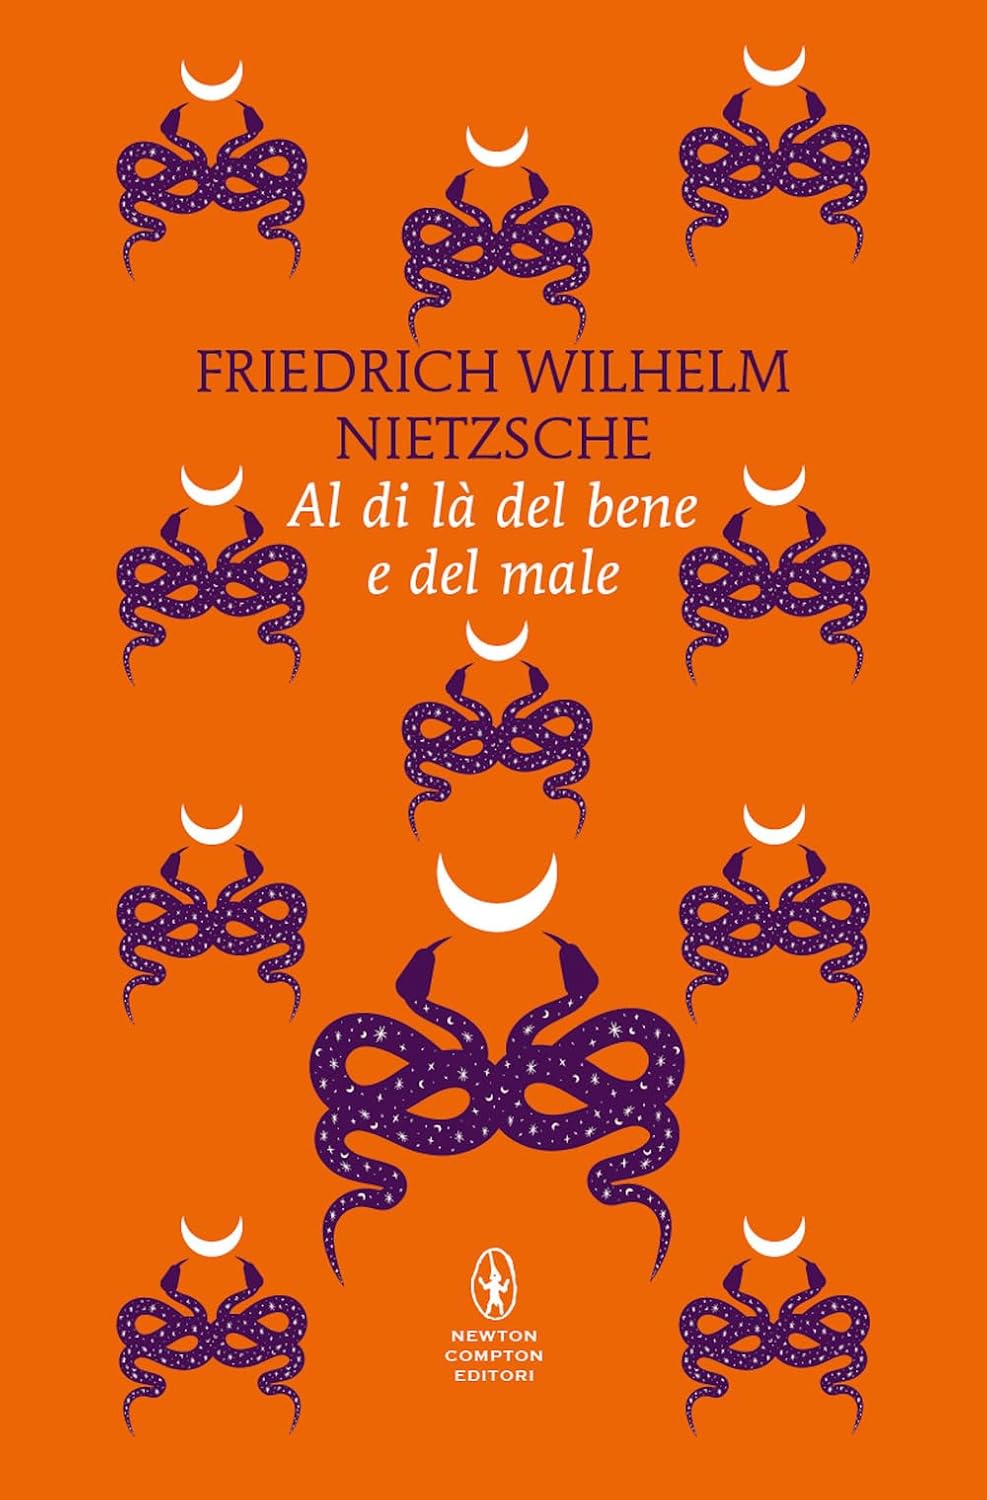 FRIEDRICH WILHELM
NIETZSCHE
Al di là del bene
e del male
NEWTON
COMPTON
EDITORI